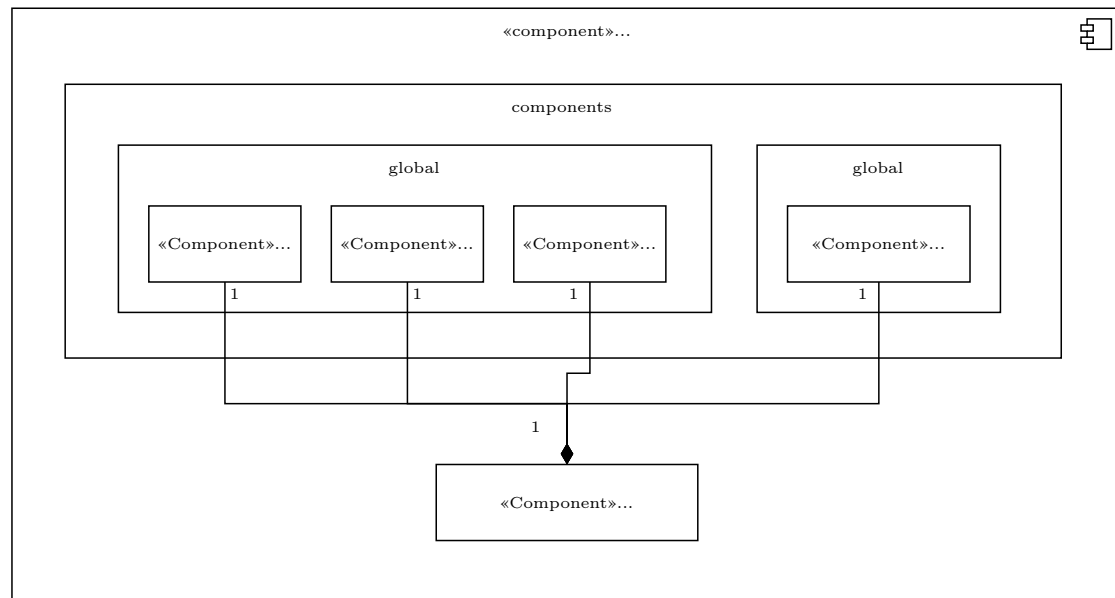 «component»...
components
global
global
«Component»...
«Component»...
«Component»...
«Component»...
1
1
1
1
1
«Component»...